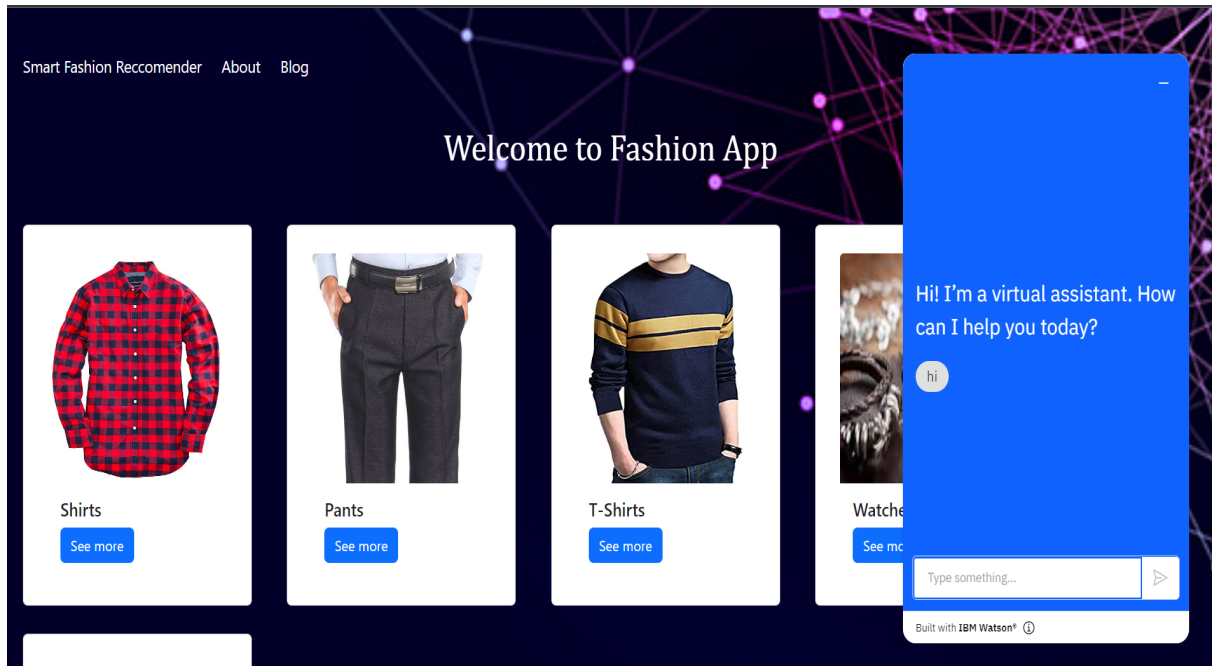 Smart Fashion Reccomender About Blog
Welcome to Fashion App
Shirts
See more
Pants
See more
T-Shirts
See more
Watche
See mo
Hi! I'm a virtual assistant. How
can I help you today?
hi
Type something...
Built with IBM Watson®